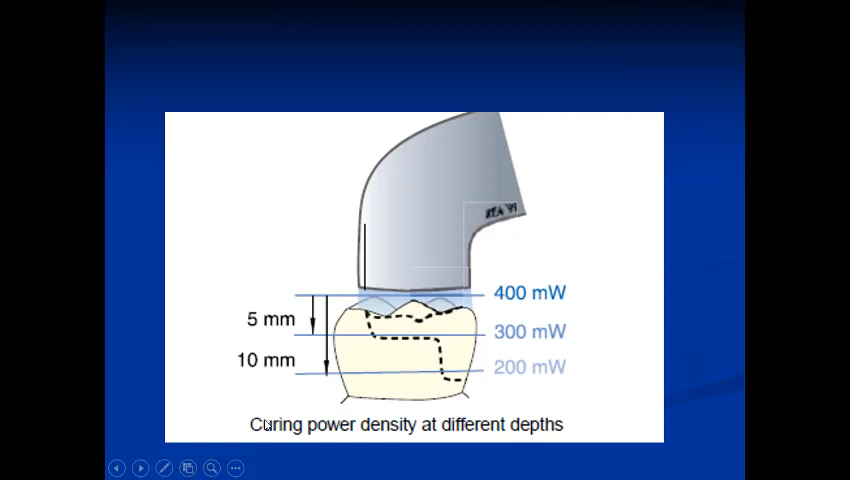 400 mW
5 mm
300 mW
10 mm
200 mW
Curing power density at different depths